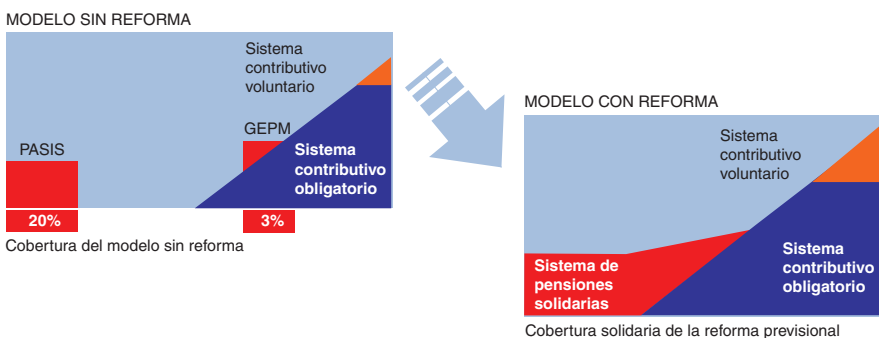 MODELO SIN REFORMA
Sistema
contributivo
voluntario
GEPM
PASIS
Sistema
contributivo
obligatorio
20%
3%
Cobertura del modelo sin reforma
MODELO CON REFORMA
Sistema
contributivo
voluntario
Sistema
contributivo
obligatorio
Sistema de
pensiones
solidarias
Cobertura solidaria de la reforma previsional